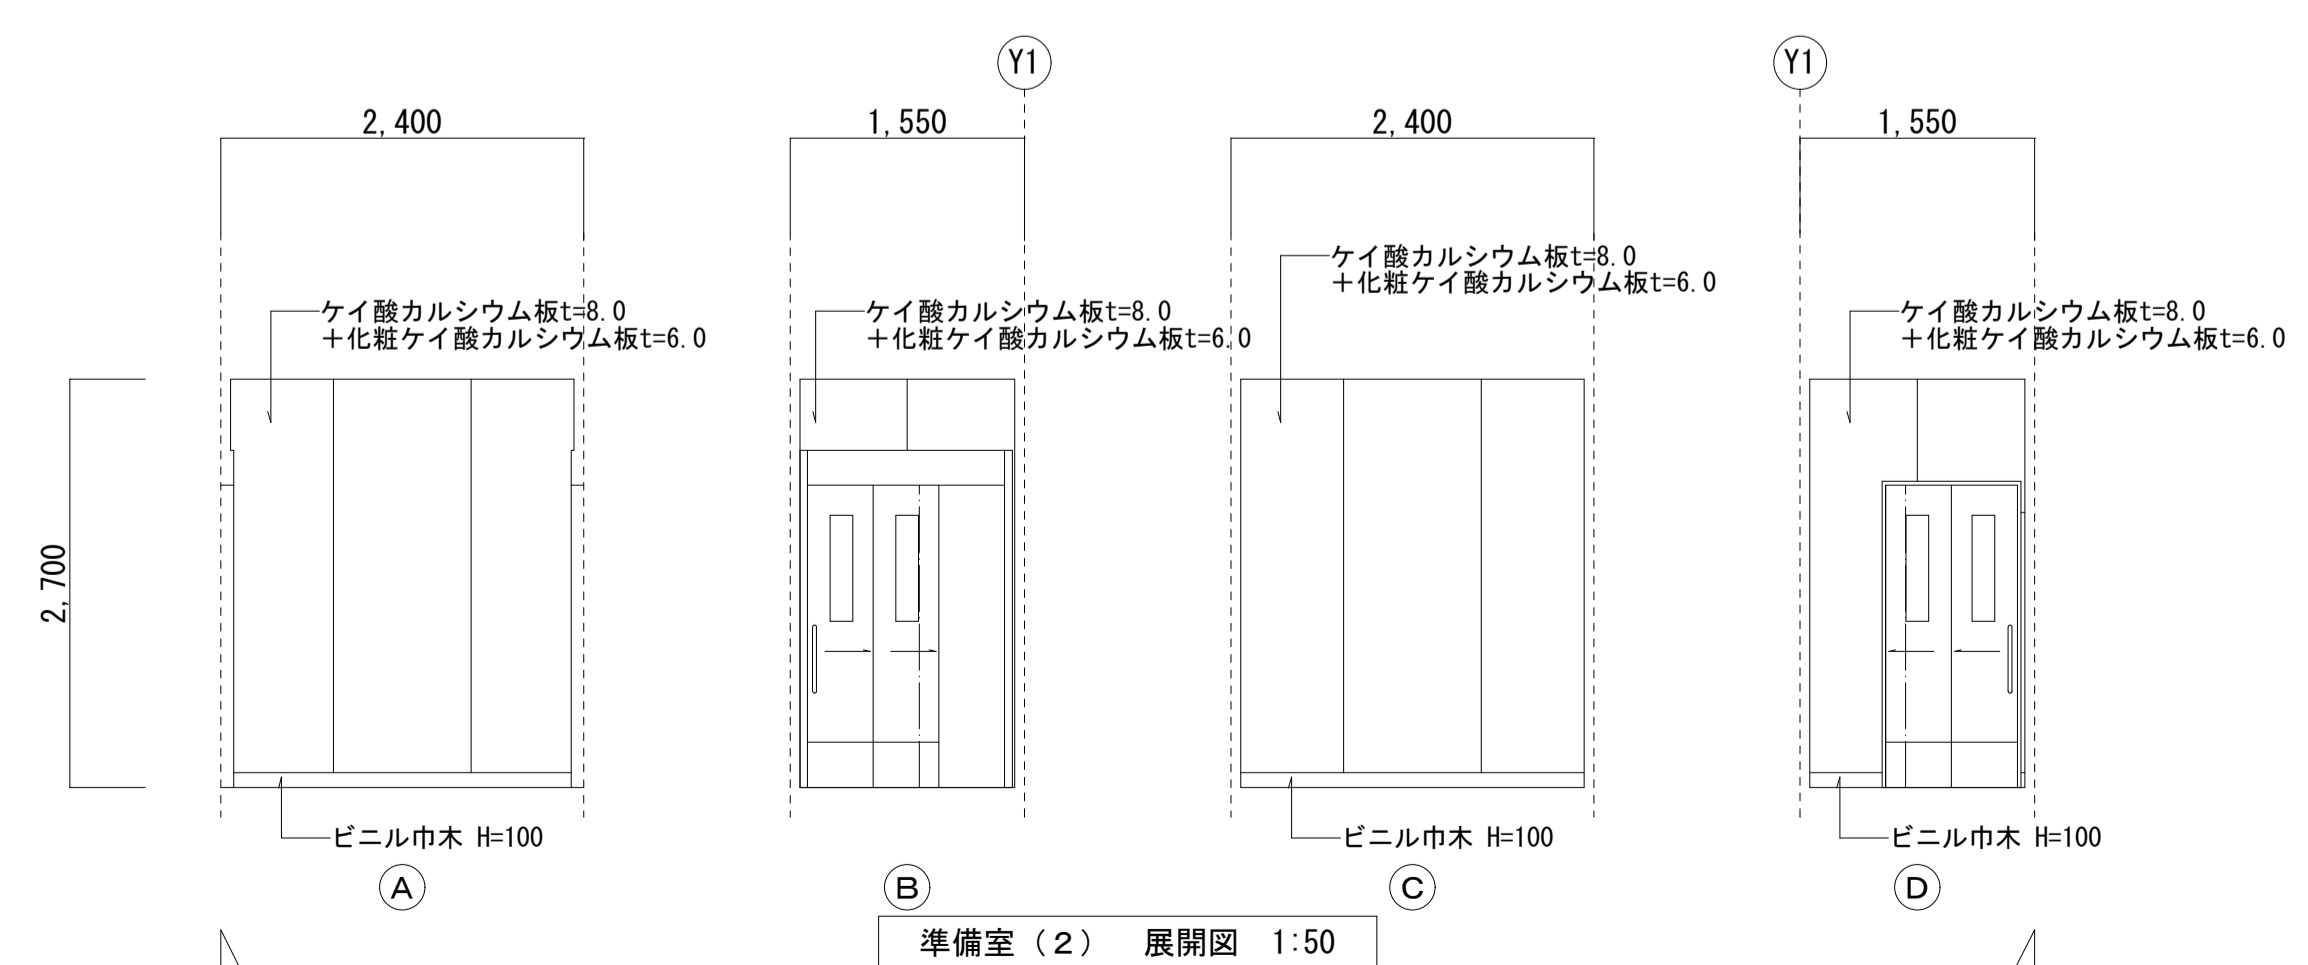 Y1
Y1
2,400
1,550
2,400
1,550
ケイ酸カルシウム板t=8.0
+化粧ケイ酸カルシウム板t=6.0
ケイ酸カルシウム板t=8.0
+化粧ケイ酸カルシウム板t=6.0
ケイ酸カルシウム板t=8.0
+化粧ケイ酸カルシウム板t=6.0
ケイ酸カルシウム板t=8.0
+化粧ケイ酸カルシウム板t=6.0
2,700
ビニル巾木 H=100
ビニル巾木 H=100
ビニル巾木 H=100
A
B
C
D
準備室(2) 展開図 1:50